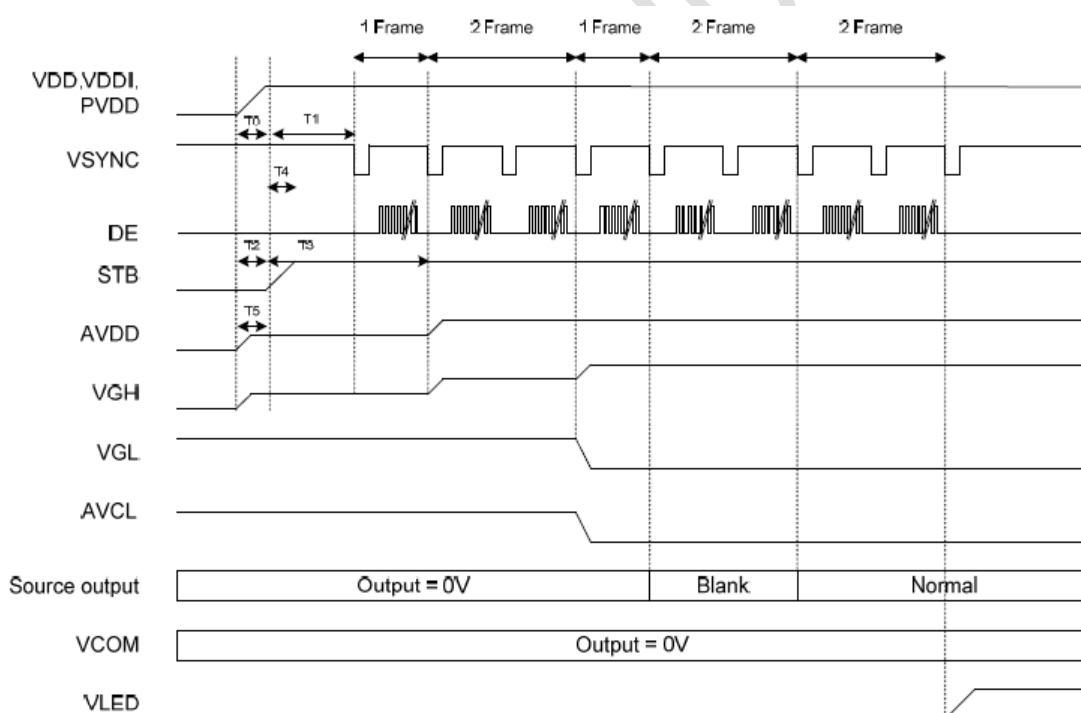 1 Frame 2 Frame 1 Frame 2 Frame 2 Frame
VDD,VDDI,
PVDD
T0 T1
VSYNC
T4
DE
T2 T3
STB
T5
AVDD
VGH
VGL
AVCL
Source output Output = 0V Blank Normal
VCOM Output = 0V
VLED